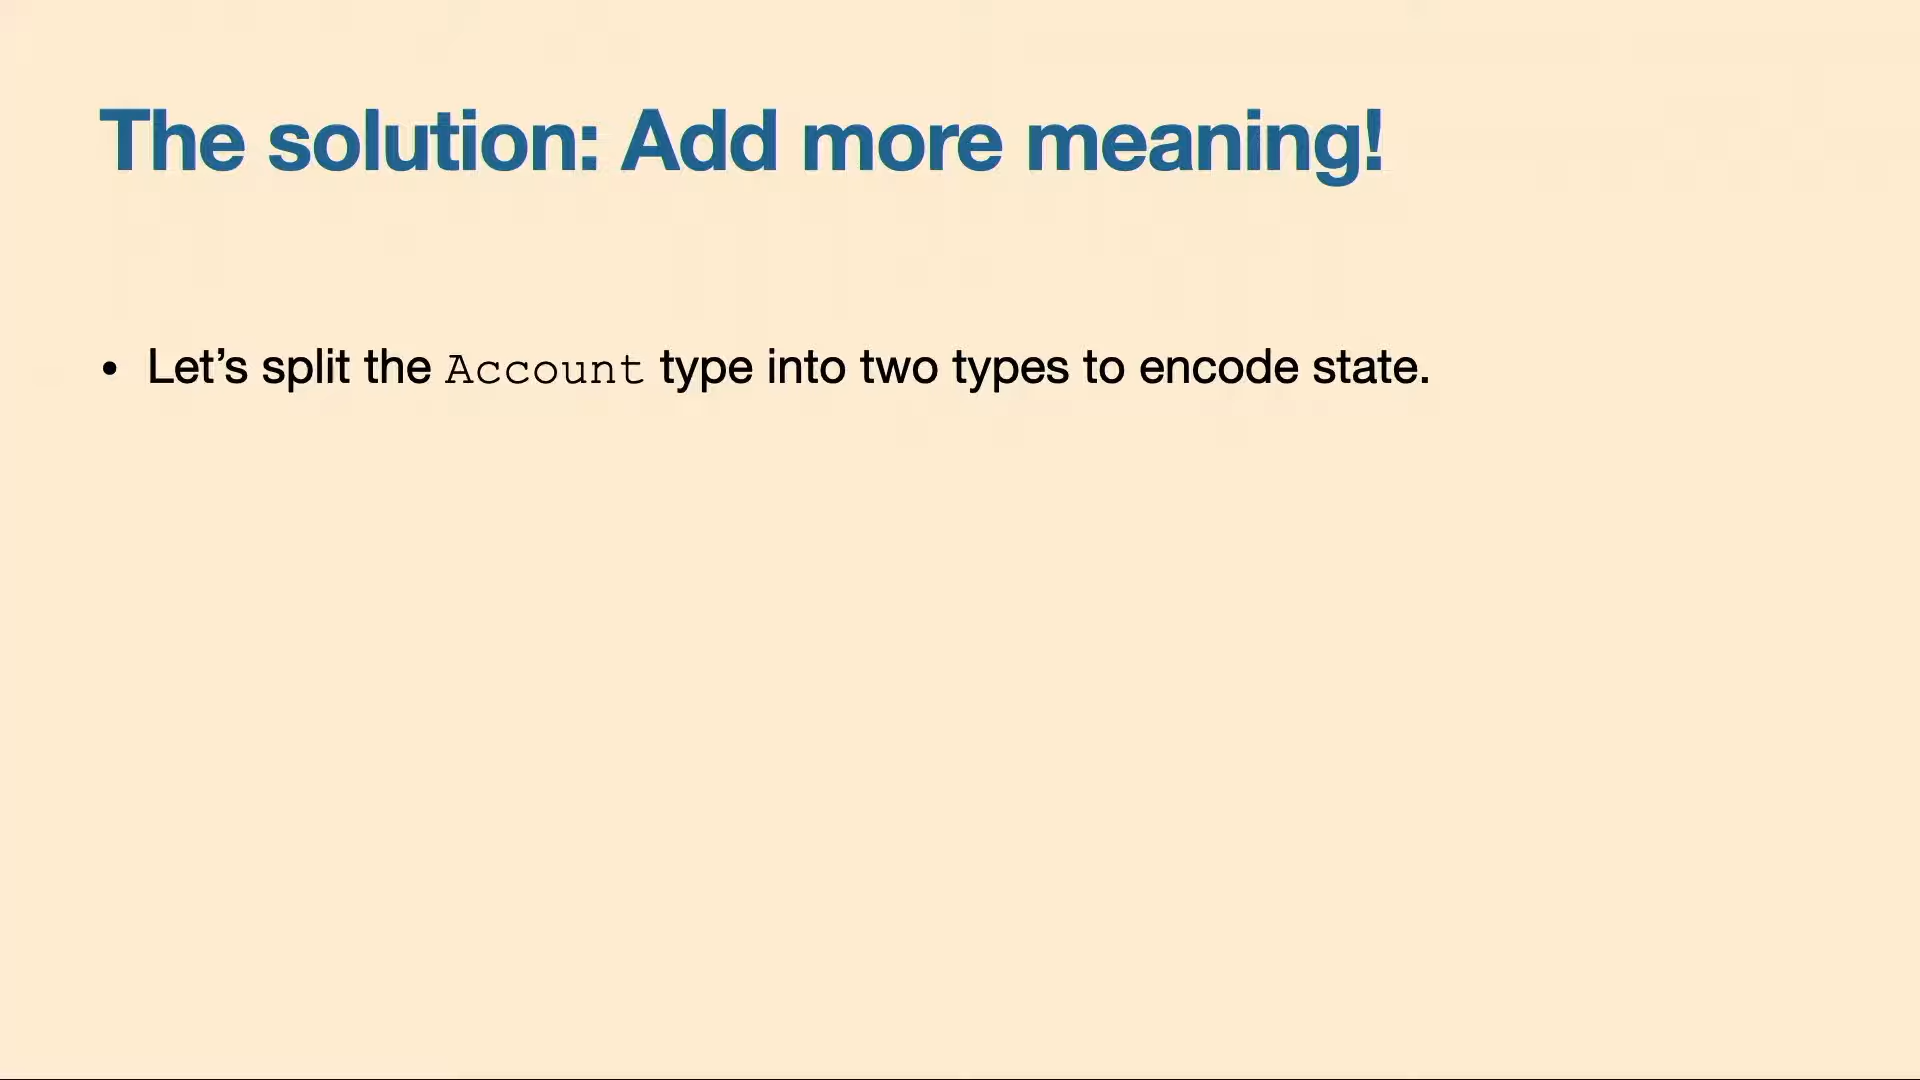 The solution: Add more meaning!
• Let’s split the Account type into two types to encode state.